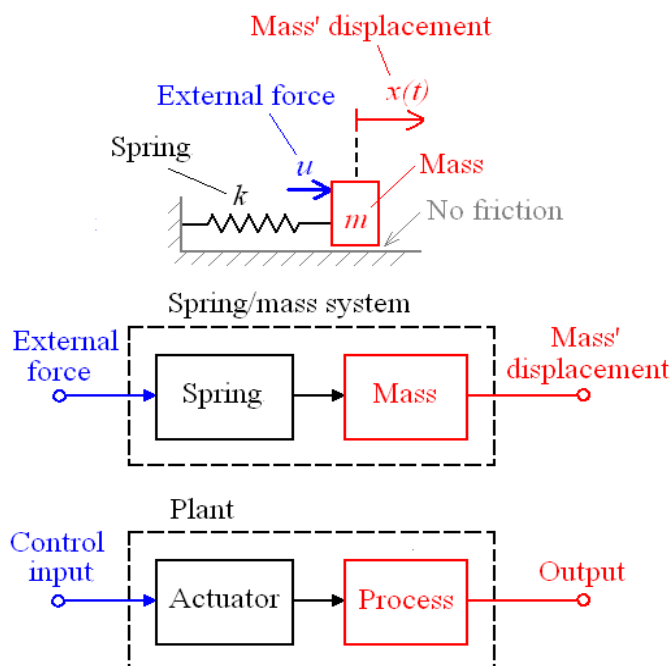 Mass' displacement
x(t)
External force
Spring
u
Mass
k
m
No friction
Spring/mass system
External
force
Spring
Mass
Mass'
displacement
Plant
Control
input
Actuator
Process
Output